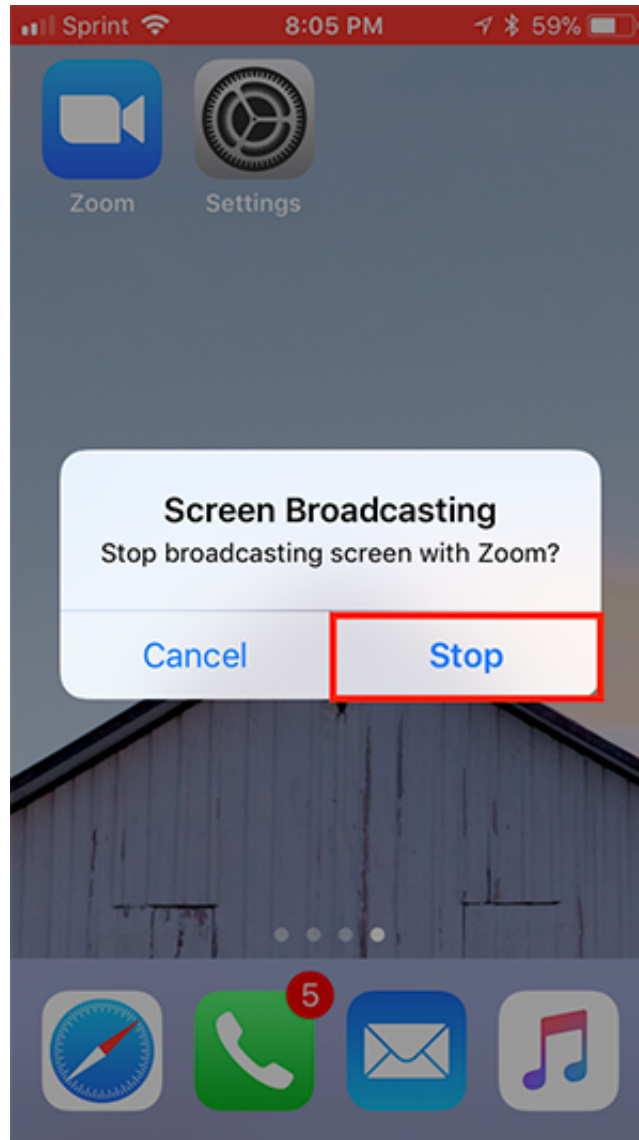 Sprint 8:05 PM 59%
Zoom Settings
Screen Broadcasting
Stop broadcasting screen with Zoom?
Cancel Stop
5